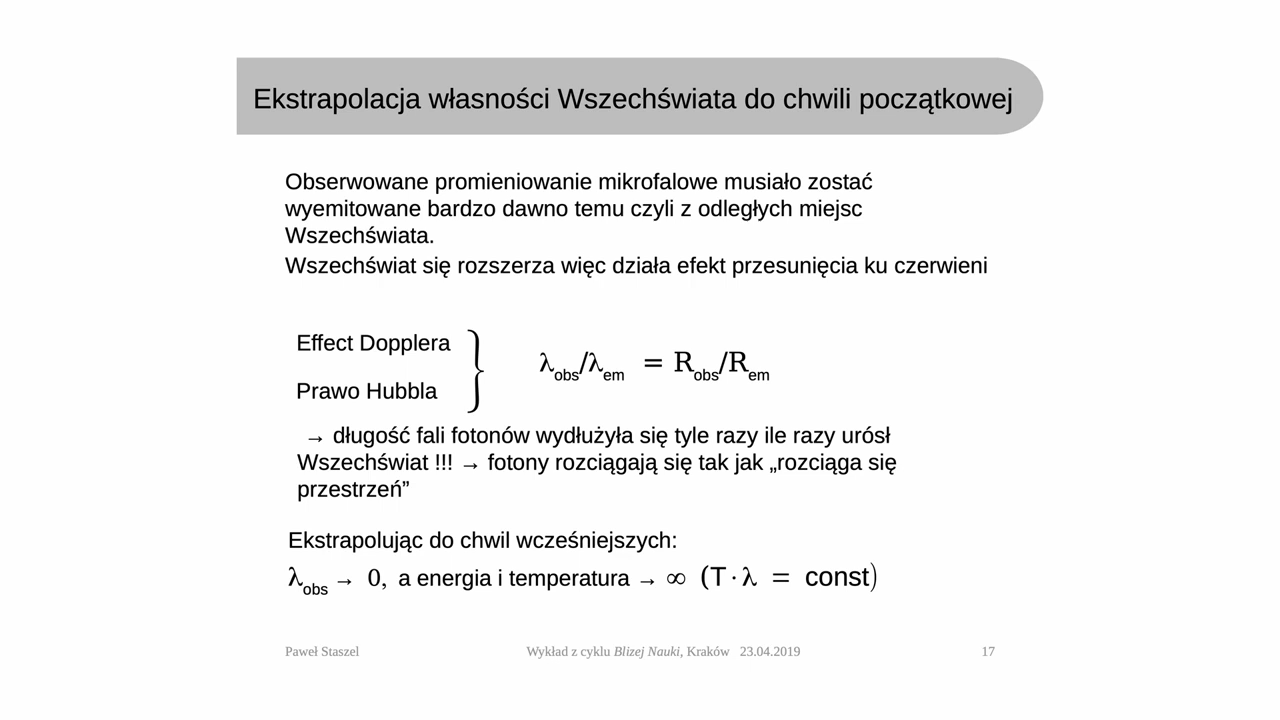 Ekstrapolacja własności Wszechświata do chwili początkowej
Obserwowane promieniowanie mikrofalowe musiało zostać
wyemitowane bardzo dawno temu czyli z odległych miejsc
Wszechświata.
Wszechświat się rozszerza więc działa efekt przesunięcia ku czerwieni
Effect Dopplera
Prawo Hubbla
λobs/λem = Robs/Rem
→ długość fali fotonów wydłużyła się tyle razy ile razy urósł
Wszechświat !!! → fotony rozciągają się tak jak „rozciąga się
przestrzeń”
Ekstrapolując do chwil wcześniejszych:
λobs → 0, a energia i temperatura → ∞ (T · λ = const)
Paweł Staszel Wykład z cyklu Blizej Nauki, Kraków 23.04.2019 17